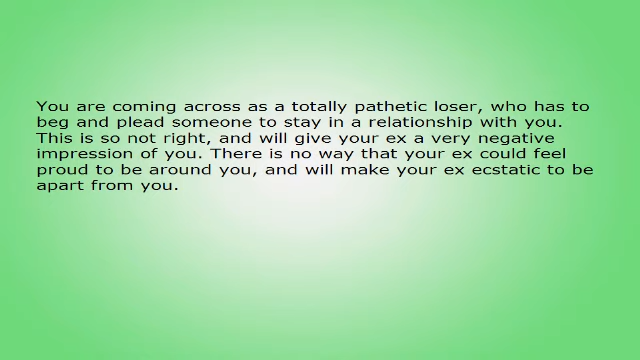 You are coming across as a totally pathetic loser, who has to
beg and plead someone to stay in a relationship with you.
This is so not right, and will give your ex a very negative
impression of you. There is no way that your ex could feel
proud to be around you, and will make your ex ecstatic to be
apart from you.